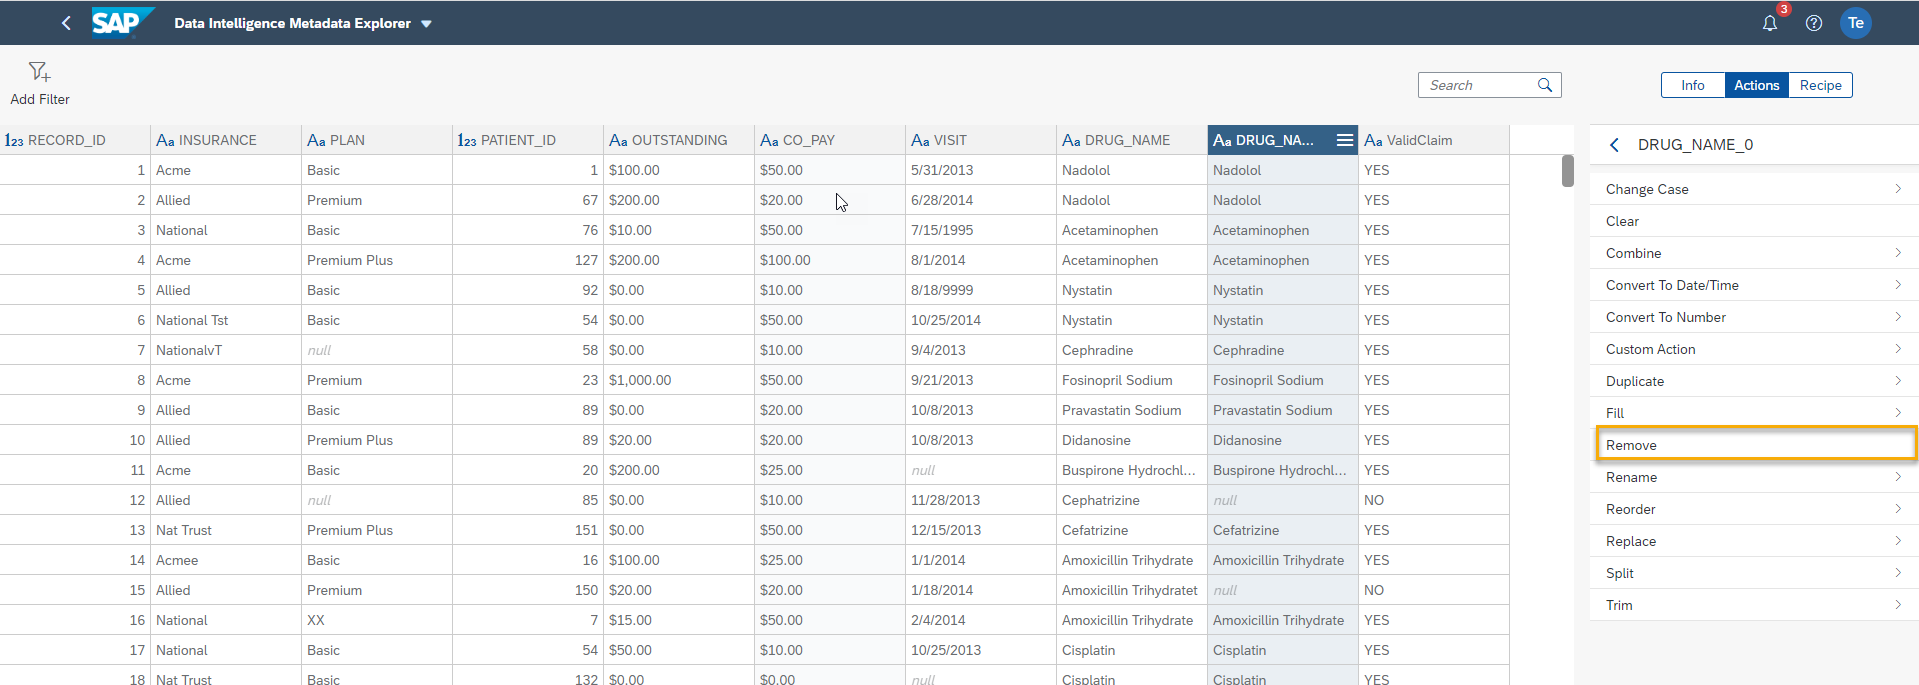 SAP Data Intelligence Metadata Explorer 3 Te
Add Filter Search Info Actions Recipe
123 RECORD_ID Aa INSURANCE Aa PLAN 123 PATIENT_ID Aa OUTSTANDING Aa CO_PAY Aa VISIT Aa DRUG_NAME Aa DRUG_NA... Aa ValidClaim
1 Acme Basic 1 $100.00 $50.00 5/31/2013 Nadolol Nadolol YES
2 Allied Premium 67 $200.00 $20.00 6/28/2014 Nadolol Nadolol YES
3 National Basic 76 $10.00 $50.00 7/15/1995 Acetaminophen Acetaminophen YES
4 Acme Premium Plus 127 $200.00 $100.00 8/1/2014 Acetaminophen Acetaminophen YES
5 Allied Basic 92 $0.00 $10.00 8/18/9999 Nystatin Nystatin YES
6 National Tst Basic 54 $0.00 $50.00 10/25/2014 Nystatin Nystatin YES
7 NationalvT null 58 $0.00 $10.00 9/4/2013 Cephradine Cephradine YES
8 Acme Premium 23 $1,000.00 $50.00 9/21/2013 Fosinopril Sodium Fosinopril Sodium YES
9 Allied Basic 89 $0.00 $20.00 10/8/2013 Pravastatin Sodium Pravastatin Sodium YES
10 Allied Premium Plus 89 $20.00 $20.00 10/8/2013 Didanosine Didanosine YES
11 Acme Basic 20 $200.00 $25.00 null Buspirone Hydrochl... Buspirone Hydrochl... YES
12 Allied null 85 $0.00 $10.00 11/28/2013 Cephatrizine null NO
13 Nat Trust Premium Plus 151 $0.00 $50.00 12/15/2013 Cefatrizine Cefatrizine YES
14 Acmee Basic 16 $100.00 $25.00 1/1/2014 Amoxicillin Trihydrate Amoxicillin Trihydrate YES
15 Allied Premium 150 $20.00 $20.00 1/18/2014 Amoxicillin Trihydratet null NO
16 National XX 7 $15.00 $50.00 2/4/2014 Amoxicillin Trihydrate Amoxicillin Trihydrate YES
17 National Basic 54 $50.00 $10.00 10/25/2013 Cisplatin Cisplatin YES
18 Nat Trust Basic 132 $0.00 $0.00 null Cisplatin Cisplatin YES
DRUG_NAME_0
Change Case
Clear
Combine
Convert To Date/Time
Convert To Number
Custom Action
Duplicate
Fill
Remove
Rename
Reorder
Replace
Split
Trim